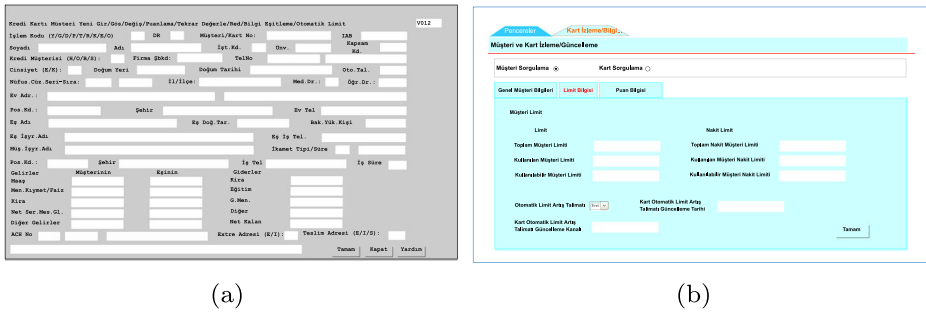 Kredi Kartı Müşteri Yeni Gir/Gös/Değiş/Puanlama/Tekrar Değerle/Red/Bilgi Eşitleme/Otomatik Limit V012
İşlem Kodu (Y/G/D/P/T/R/K/E/O) DR Müşteri/Kart No: IAB
Soyadı Adı İşt.Kd. Ünv. Kapsam Kd.
Kredi Müşterisi (H/O/B/S): Firma Şbkd: TelNo
Cinsiyet (E/K): Doğum Yeri Doğum Tarihi Oto.Tal.
Nüfus.Cüz.Seri-Sıra: İl/İlçe: Med.Dr.: Öğr.Dr.:
Ev Adr.:
Pos.Kd.: Şehir Ev Tel
Eş Adı Eş Doğ.Tar. Bak.Yük.Kişi
Eş İşyr.Adı Eş İş Tel.
Müş.İşyr.Adı İkamet Tipi/Süre
Pos.Kd.: Şehir İş Tel İş Süre
Gelirler Müşterinin Eşinin Giderler
Maaş Kira
Men.Kıymet/Faiz Eğitim
Kira G.Men.
Net Ser.Mes.Gl. Diğer
Diğer Gelirler Net Kalan
ACR No Extre Adresi (E/I): Teslim Adresi (E/I/S):
Tamam Kapat Yardım
(a)
Pencereler Kart İzleme/Bilgi...
Müşteri ve Kart İzleme/Güncelleme
Müşteri Sorgulama Kart Sorgulama
Genel Müşteri Bilgileri Limit Bilgisi Puan Bilgisi
Müşteri Limit
Limit Nakit Limit
Toplam Müşteri Limiti Toplam Nakit Müşteri Limiti
Kullanılan Müşteri Limiti Kullanılan Müşteri Nakit Limiti
Kullanılabilir Müşteri Limiti Kullanılabilir Müşteri Nakit Limiti
Otomatik Limit Artış Talimatı Evet Kart Otomatik Limit Artış
Talimatı Güncelleme Tarihi
Kart Otomatik Limit Artış
Talimatı Güncelleme Kanalı
Tamam
(b)